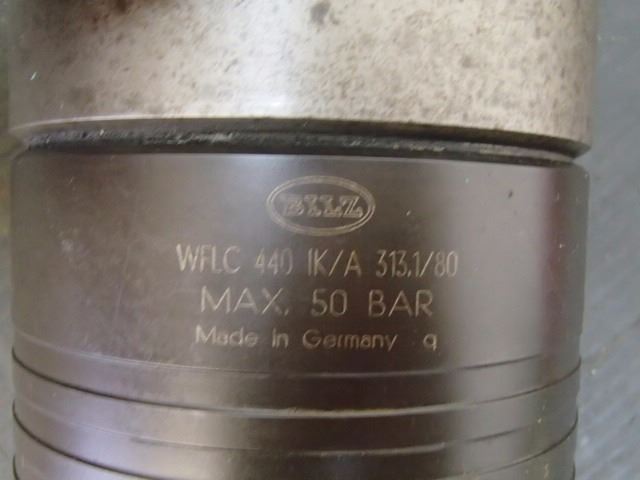 BILZ
WFLC 440 IK/A 313,1/80
MAX. 50 BAR
Made in Germany q